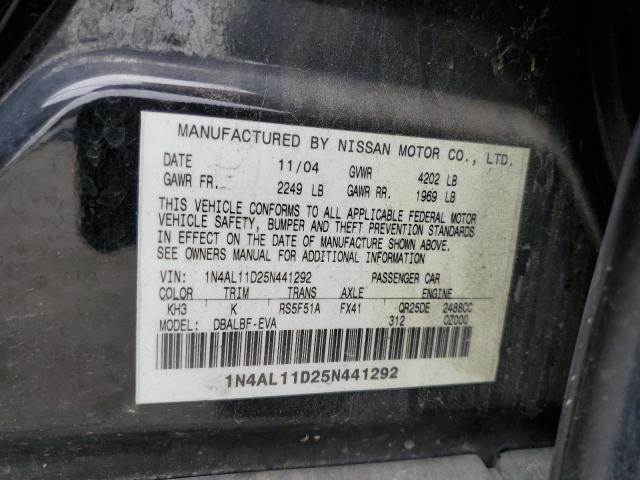 MANUFACTURED BY NISSAN MOTOR CO., LTD.
DATE 11/04 GVWR 4202 LB
GAWR FR. 2249 LB GAWR RR. 1969 LB
THIS VEHICLE CONFORMS TO ALL APPLICABLE FEDERAL MOTOR
VEHICLE SAFETY, BUMPER AND THEFT PREVENTION STANDARDS
IN EFFECT ON THE DATE OF MANUFACTURE SHOWN ABOVE.
SEE OWNERS MANUAL FOR ADDITIONAL INFORMATION
VIN: 1N4AL11D25N441292 PASSENGER CAR
COLOR TRIM TRANS AXLE ENGINE
KH3 K RS5F51A FX41 QR25DE 2488CC
MODEL: DBALBF-EVA 312 QZ000
1N4AL11D25N441292